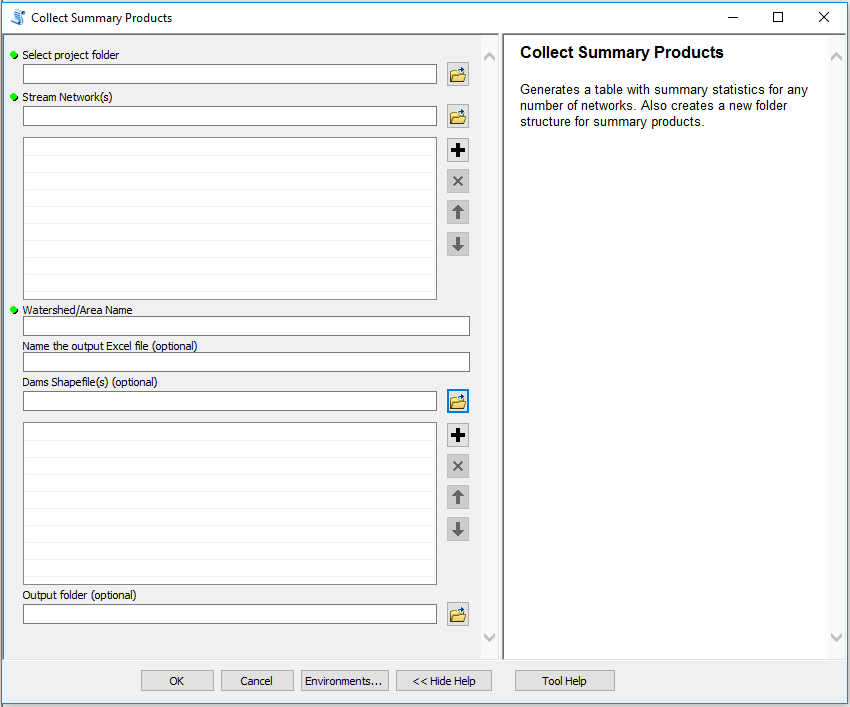 Collect Summary Products
Select project folder
Stream Network(s)
Watershed/Area Name
Name the output Excel file (optional)
Dams Shapefile(s) (optional)
Output folder (optional)
Collect Summary Products
Generates a table with summary statistics for any
number of networks. Also creates a new folder
structure for summary products.
OK
Cancel
Environments...
<< Hide Help
Tool Help